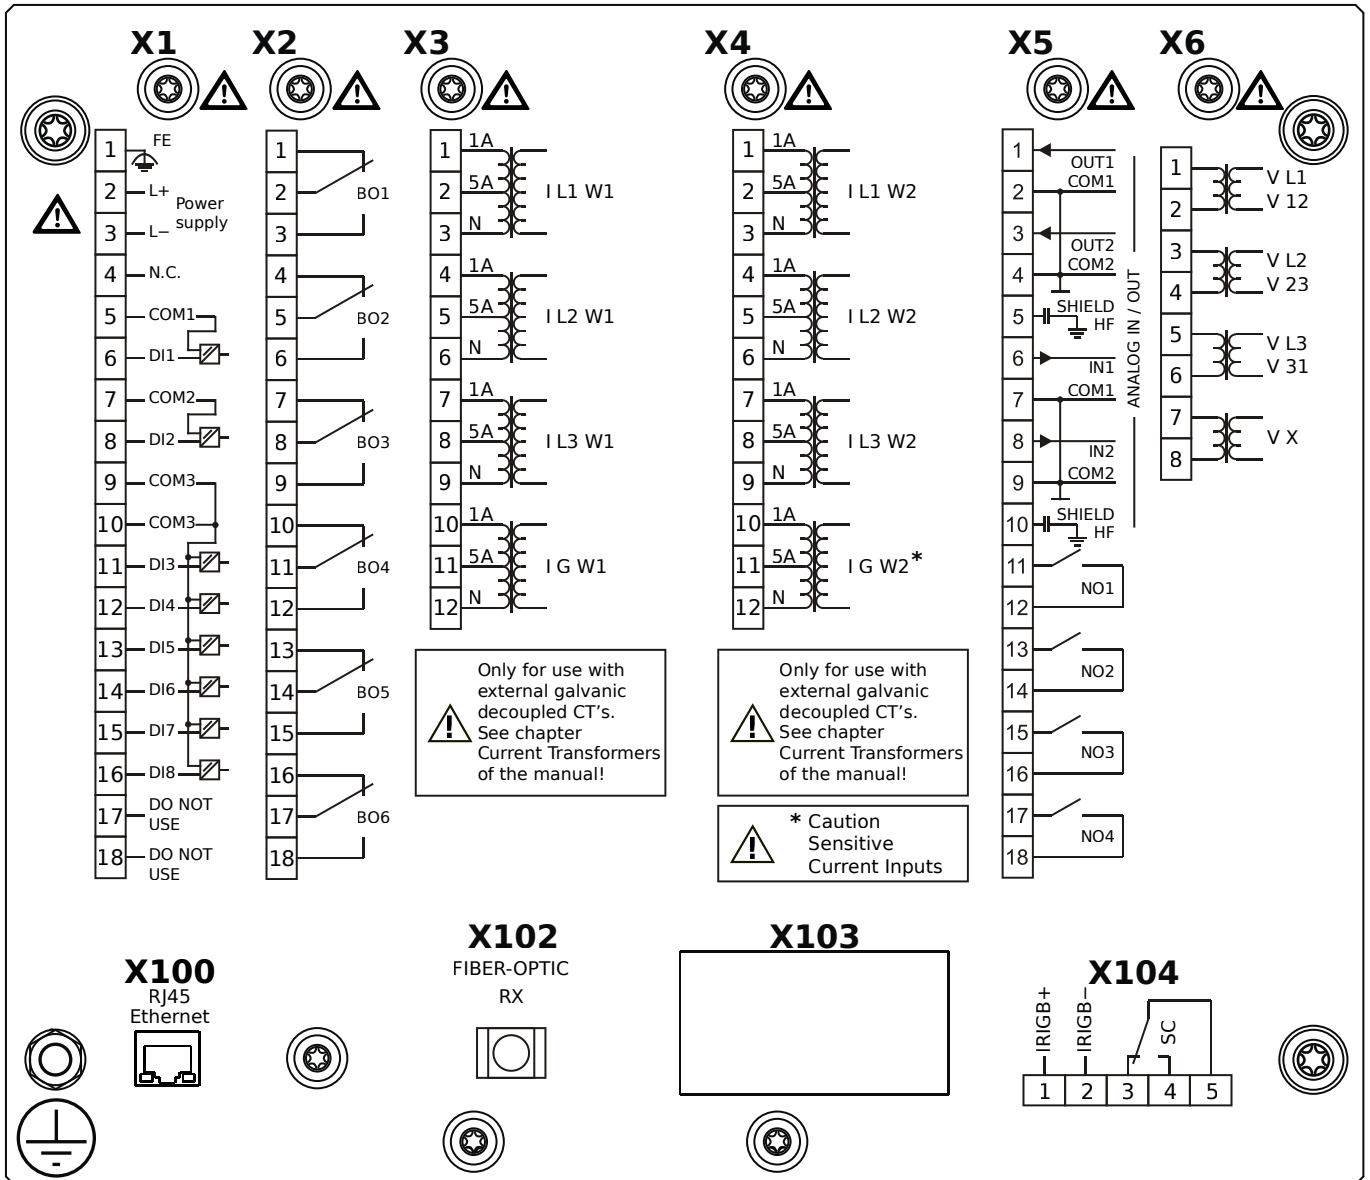 X1
1
FE
2
L+
Power
supply
3
L−
4
N.C.
5
COM1
6
DI1
7
COM2
8
DI2
9
COM3
10
COM3
11
DI3
12
DI4
13
DI5
14
DI6
15
DI7
16
DI8
17
DO NOT
USE
18
DO NOT
USE
X2
1
2
BO1
3
4
5
BO2
6
7
8
BO3
9
10
11
BO4
12
13
14
BO5
15
16
17
BO6
18
X3
1
1A
2
5A
I L1 W1
3
N
4
1A
5
5A
I L2 W1
6
N
7
1A
8
5A
I L3 W1
9
N
10
1A
11
5A
I G W1
12
N
Only for use with
external galvanic
decoupled CT's.
See chapter
Current Transformers
of the manual!
X4
1
1A
2
5A
I L1 W2
3
N
4
1A
5
5A
I L2 W2
6
N
7
1A
8
5A
I L3 W2
9
N
10
1A
11
5A
I G W2*
12
N
Only for use with
external galvanic
decoupled CT's.
See chapter
Current Transformers
of the manual!
* Caution
Sensitive
Current Inputs
X5
1
OUT1
2
COM1
3
OUT2
4
COM2
5
SHIELD
HF
6
IN1
7
COM1
8
IN2
9
COM2
10
SHIELD
HF
ANALOG IN / OUT
11
NO1
12
13
NO2
14
15
NO3
16
17
NO4
18
X6
1
V L1
2
V 12
3
V L2
4
V 23
5
V L3
6
V 31
7
V X
8
X100
RJ45
Ethernet
X102
FIBER-OPTIC
RX
X103
X104
IRIGB+
IRIGB−
SC
1 2 3 4 5